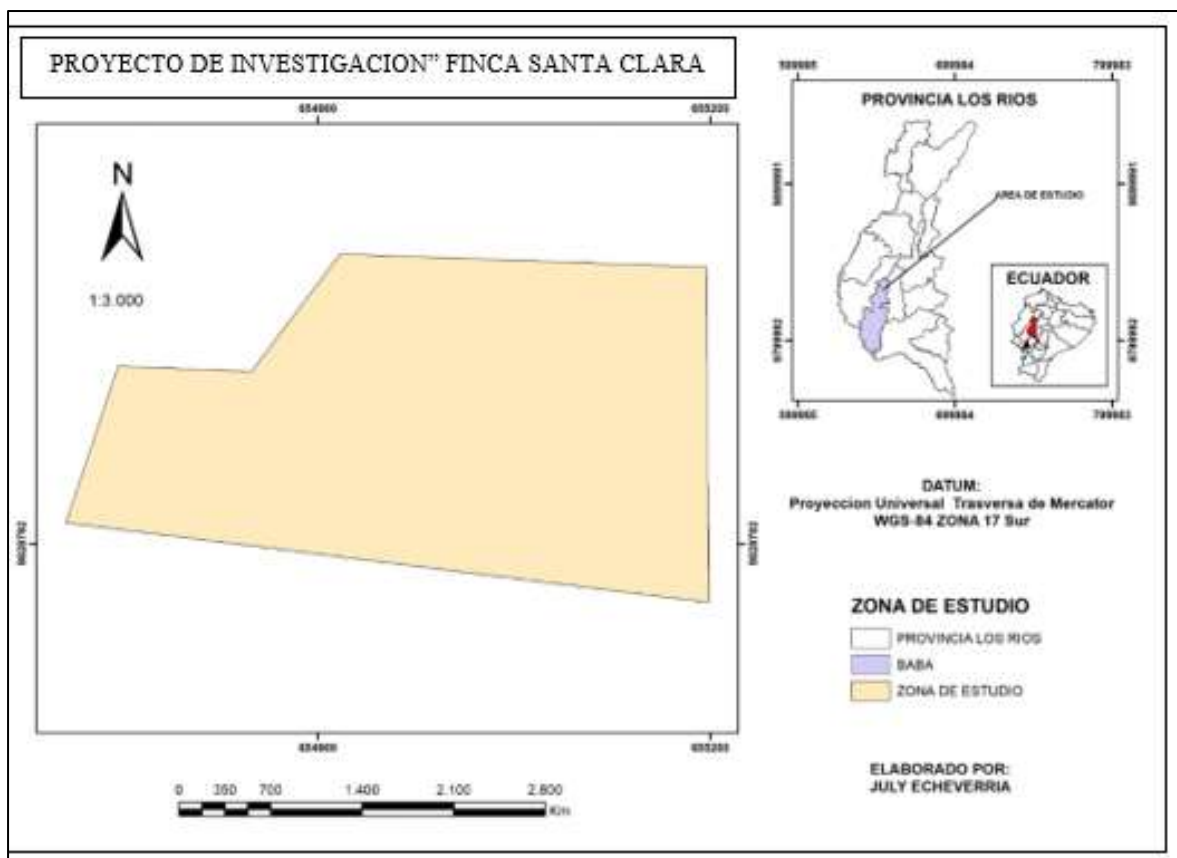 PROYECTO DE INVESTIGACION” FINCA SANTA CLARA
655200
N
1:3.000
655200
0 350 700 1.400 2.100 2.800
Km
PROVINCIA LOS RIOS
AREA DE ESTUDIO
ECUADOR
DATUM:
Proyeccion Universal Trasversa de Mercator
WGS-84 ZONA 17 Sur
ZONA DE ESTUDIO
PROVINCIA LOS RIOS
BABA
ZONA DE ESTUDIO
ELABORADO POR:
JULY ECHEVERRIA